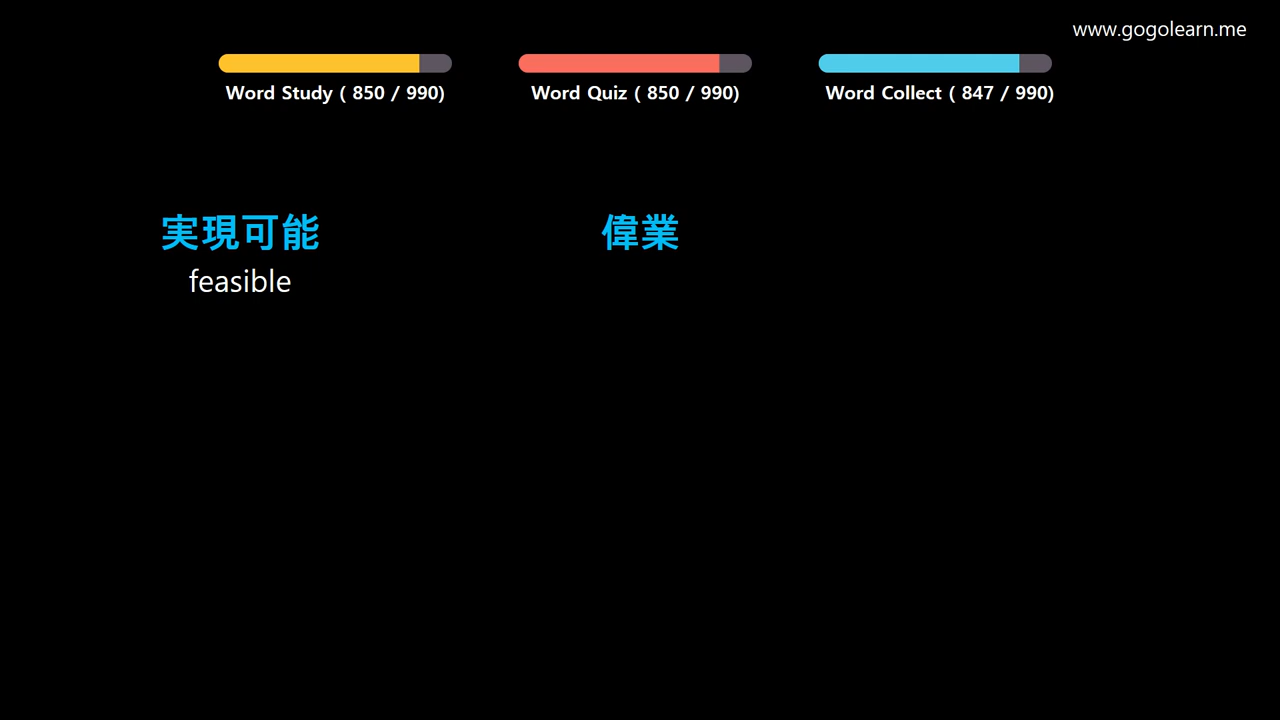 www.gogolearn.me
Word Study ( 850 / 990)
Word Quiz ( 850 / 990)
Word Collect ( 847 / 990)
実現可能
feasible
偉業